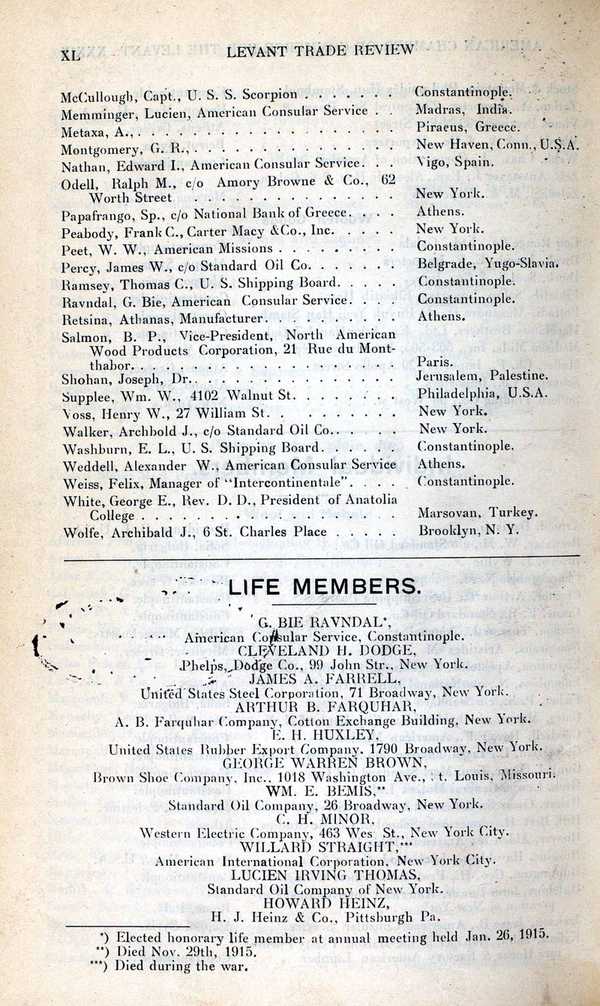 XL LEVANT TRADE REVIEW
McCullough, Capt., U. S. S. Scorpion . . . . . . . Constantinople.
Memminger, Lucien, American Consular Service . . Madras, India.
Metaxa, A., . . . . . . . . . . . . . . . . . . Piraeus, Greece.
Montgomery, G. R., . . . . . . . . . . . . . . New Haven, Conn., U.S.A.
Nathan, Edward I., American Consular Service. . . Vigo, Spain.
Odell, Ralph M., c/o Amory Browne & Co., 62
Worth Street . . . . . . . . . . . . . . New York.
Papafrango, Sp., c/o National Bank of Greece. . . . Athens.
Peabody, Frank C., Carter Macy &Co., Inc. . . . . New York.
Peet, W. W., American Missions . . . . . . . . Constantinople.
Percy, James W., c/o Standard Oil Co. . . . . . . Belgrade, Yugo-Slavia.
Ramsey, Thomas C., U. S. Shipping Board. . . . . Constantinople.
Ravndal, G. Bie, American Consular Service. . . . Constantinople.
Retsina, Athanas, Manufacturer. . . . . . . . . Athens.
Salmon, B. P., Vice-President, North American
Wood Products Corporation, 21 Rue du Mont-
thabor. . . . . . . . . . . . . . . . . . Paris.
Shohan, Joseph, Dr.. . . . . . . . . . . . . . Jerusalem, Palestine.
Supplee, Wm. W., 4102 Walnut St. . . . . . . . Philadelphia, U.S.A.
Voss, Henry W., 27 William St. . . . . . . . . New York.
Walker, Archbold J., c/o Standard Oil Co.. . . . . New York.
Washburn, E. L., U. S. Shipping Board. . . . . . Constantinople.
Weddell, Alexander W., American Consular Service Athens.
Weiss, Felix, Manager of "Intercontinentale". . . . Constantinople.
White, George E., Rev. D. D., President of Anatolia
College . . . . . . . . . . . . . . . . . Marsovan, Turkey.
Wolfe, Archibald J., 6 St. Charles Place . . . . . Brooklyn, N. Y.
LIFE MEMBERS.
G. BIE RAVNDAL*,
American Consular Service, Constantinople.
CLEVELAND H. DODGE,
Phelps, Dodge Co., 99 John Str., New York.
JAMES A. FARRELL,
United States Steel Corporation, 71 Broadway, New York.
ARTHUR B. FARQUHAR,
A. B. Farquhar Company, Cotton Exchange Building, New York.
E. H. HUXLEY,
United States Rubber Export Company, 1790 Broadway, New York.
GEORGE WARREN BROWN,
Brown Shoe Company, Inc., 1018 Washington Ave., t. Louis, Missouri.
WM. E. BEMIS,**
Standard Oil Company, 26 Broadway, New York.
C. H. MINOR,
Western Electric Company, 463 Wes St., New York City.
WILLARD STRAIGHT,***
American International Corporation, New York City.
LUCIEN IRVING THOMAS,
Standard Oil Company of New York.
HOWARD HEINZ,
H. J. Heinz & Co., Pittsburgh Pa.
*) Elected honorary life member at annual meeting held Jan. 26, 1915.
**) Died Nov. 29th, 1915.
***) Died during the war.